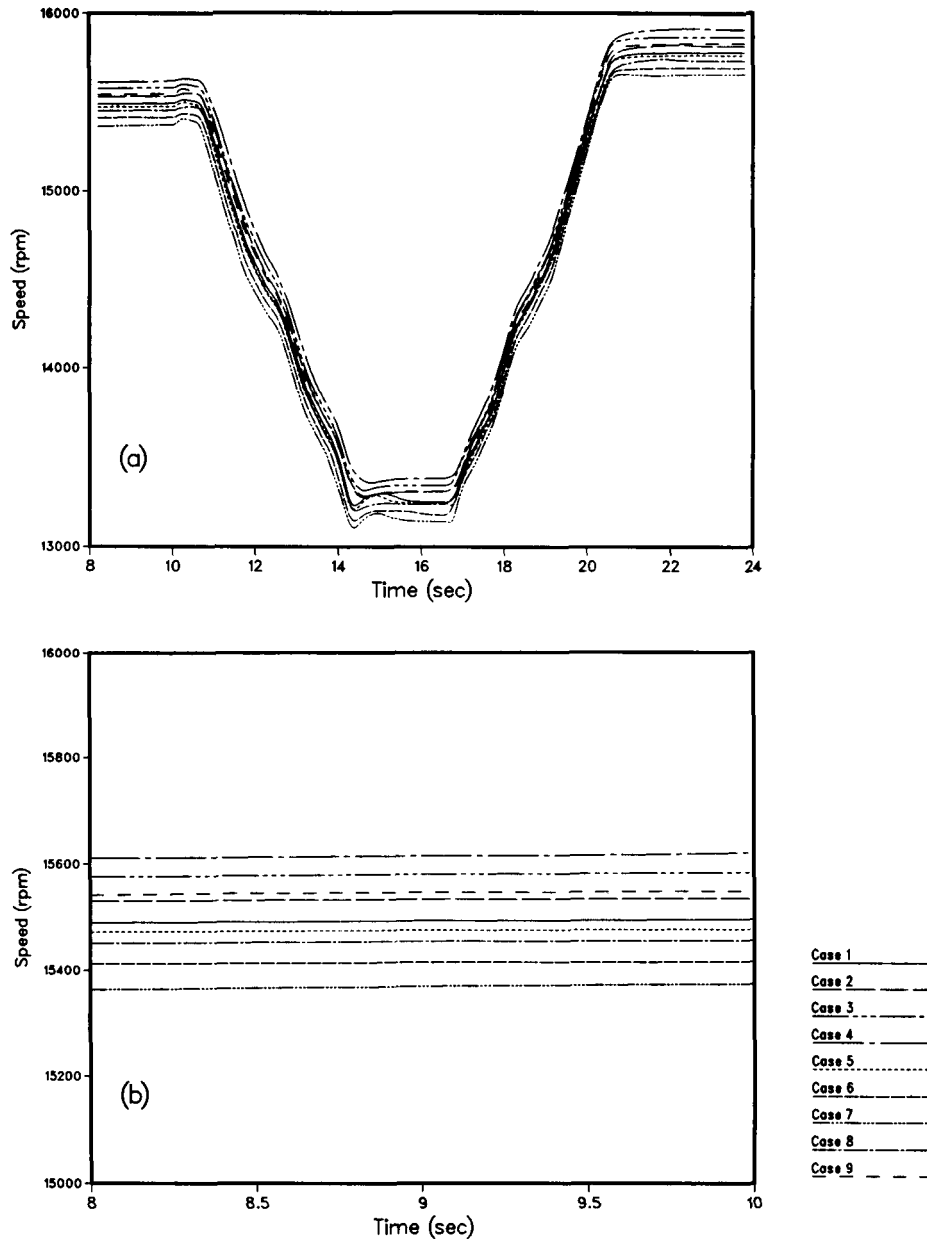 16000
15000
14000
13000
Speed (rpm)
(a)
8 10 12 14 16 18 20 22 24
Time (sec)
16000
15800
15600
15400
15200
15000
Speed (rpm)
(b)
8 8.5 9 9.5 10
Time (sec)
Case 1
Case 2
Case 3
Case 4
Case 5
Case 6
Case 7
Case 8
Case 9